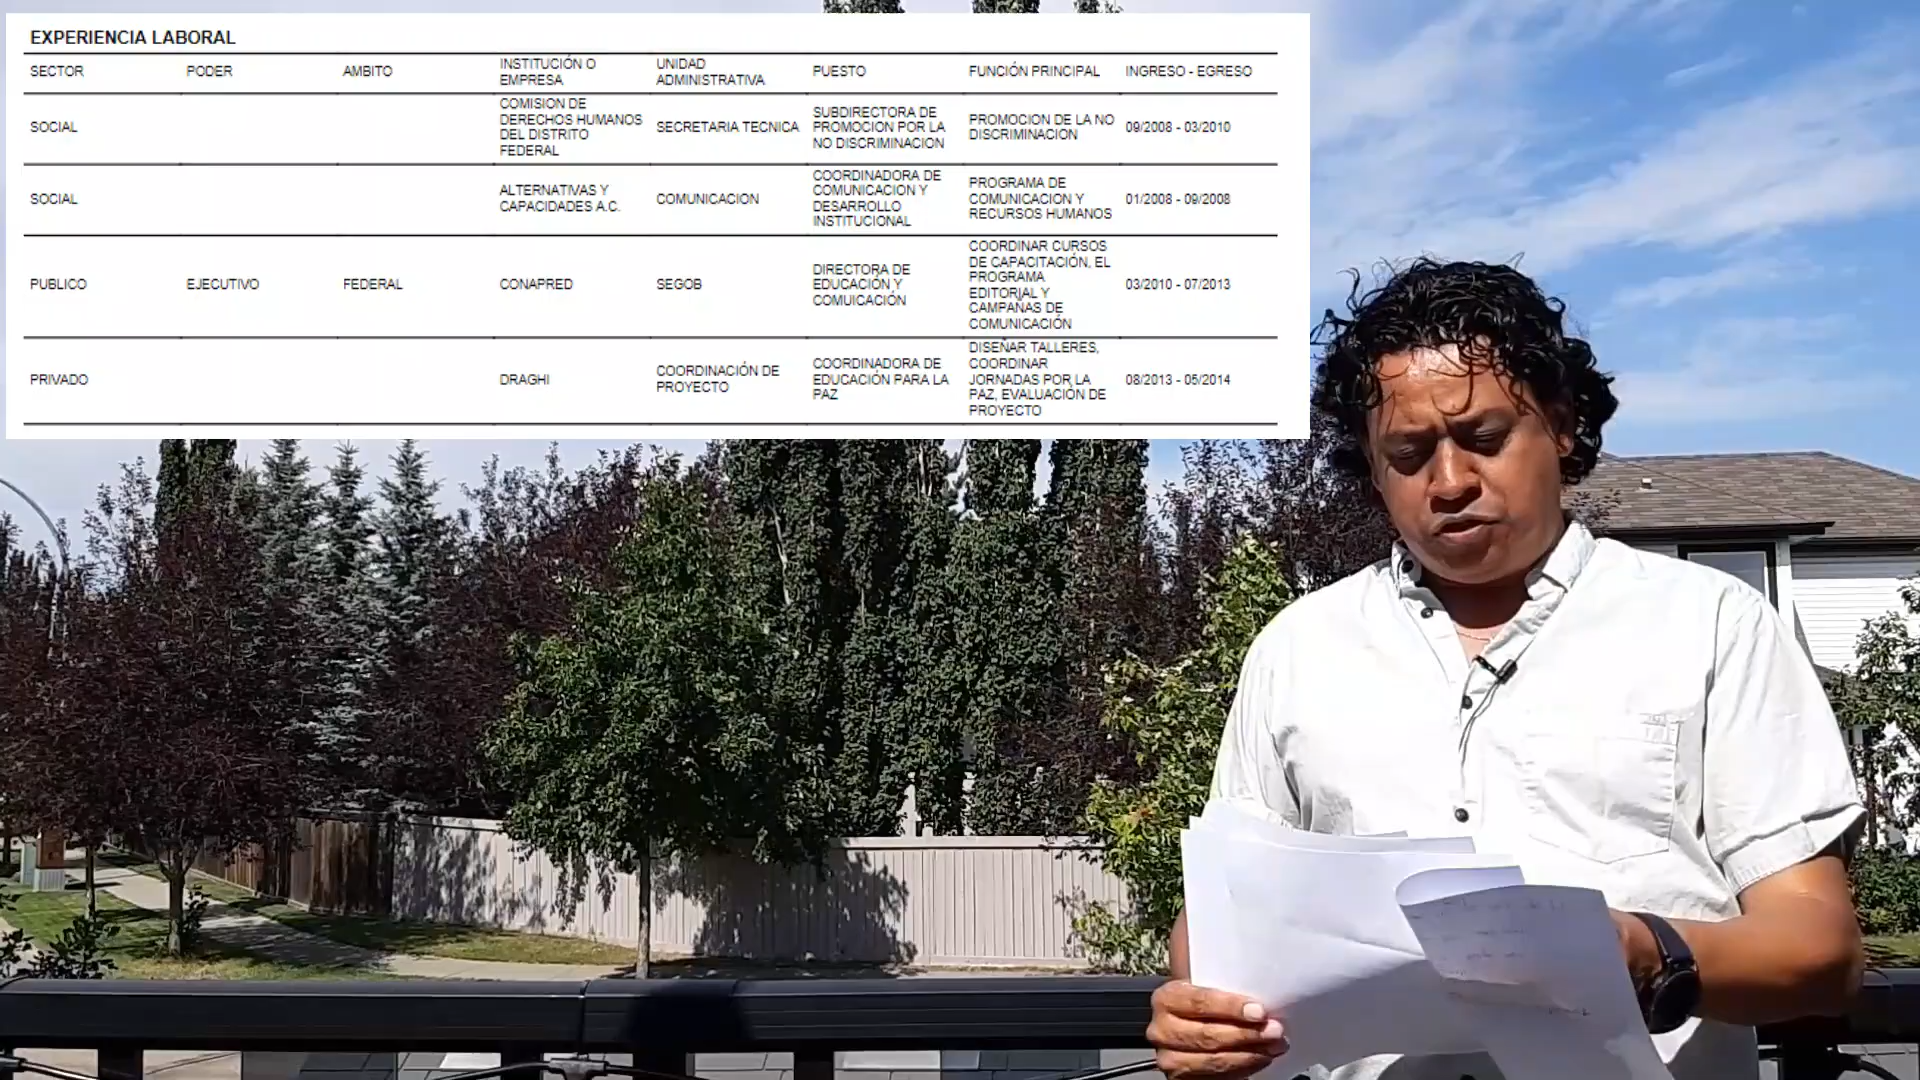 EXPERIENCIA LABORAL
SECTOR
PODER
AMBITO
INSTITUCIÓN O
EMPRESA
UNIDAD
ADMINISTRATIVA
PUESTO
FUNCIÓN PRINCIPAL
INGRESO - EGRESO
SOCIAL
COMISION DE
DERECHOS HUMANOS
DEL DISTRITO
FEDERAL
SECRETARIA TECNICA
SUBDIRECTORA DE
PROMOCION POR LA
NO DISCRIMINACION
PROMOCION DE LA NO
DISCRIMINACION
09/2008 - 03/2010
SOCIAL
ALTERNATIVAS Y
CAPACIDADES A.C.
COMUNICACION
COORDINADORA DE
COMUNICACION Y
DESARROLLO
INSTITUCIONAL
PROGRAMA DE
COMUNICACION Y
RECURSOS HUMANOS
01/2008 - 09/2008
PUBLICO
EJECUTIVO
FEDERAL
CONAPRED
SEGOB
DIRECTORA DE
EDUCACIÓN Y
COMUICACIÓN
COORDINAR CURSOS
DE CAPACITACIÓN, EL
PROGRAMA
EDITORIAL Y
CAMPAÑAS DE
COMUNICACIÓN
03/2010 - 07/2013
PRIVADO
DRAGHI
COORDINACIÓN DE
PROYECTO
COORDINADORA DE
EDUCACIÓN PARA LA
PAZ
DISEÑAR TALLERES,
COORDINAR
JORNADAS POR LA
PAZ, EVALUACIÓN DE
PROYECTO
08/2013 - 05/2014